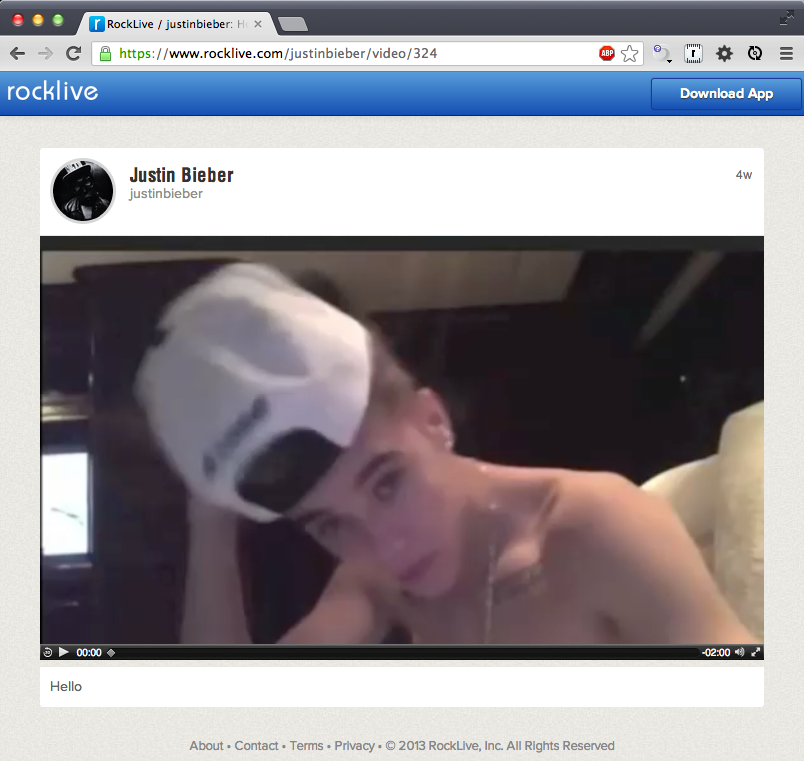 RockLive / justinbieber: He
https://www.rocklive.com/justinbieber/video/324
ABP
rocklive
Download App
Justin Bieber
4w
justinbieber
00:00
-02:00
Hello
About • Contact • Terms • Privacy • © 2013 RockLive, Inc. All Rights Reserved